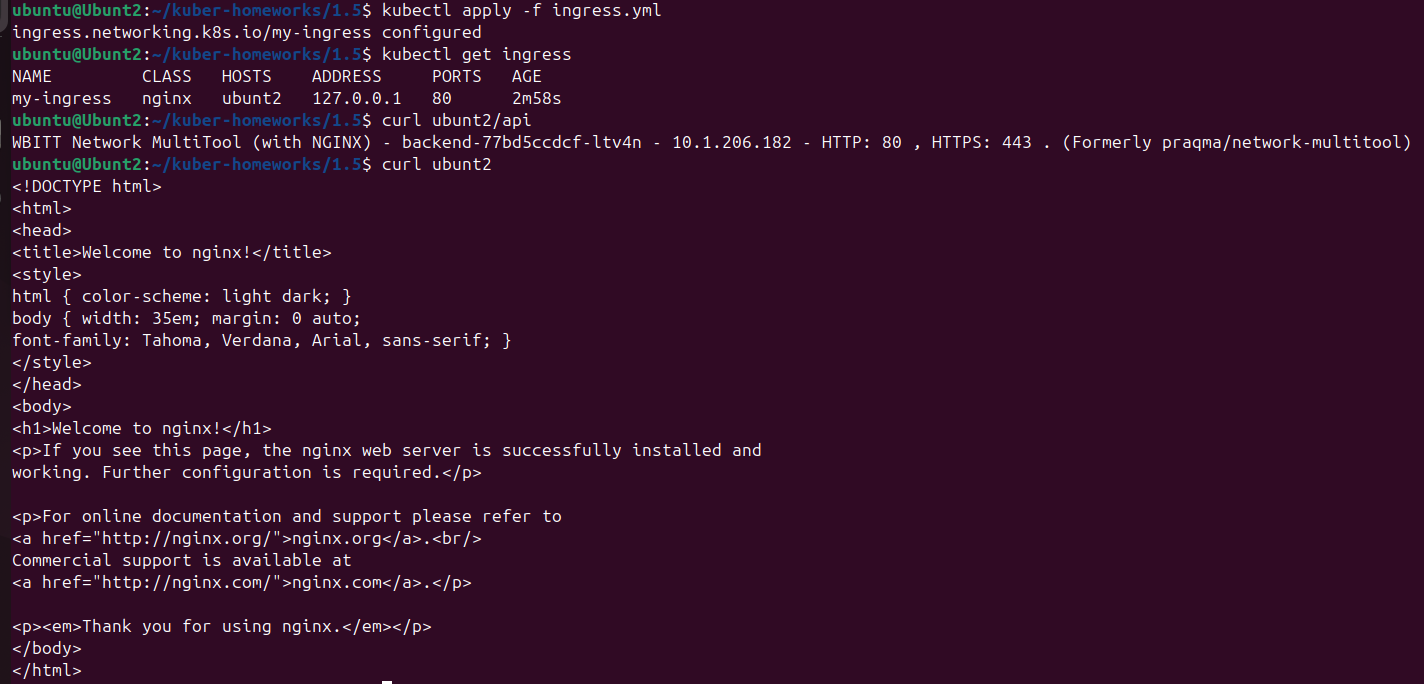 ubuntu@Ubunt2:~/kuber-homeworks/1.5$ kubectl apply -f ingress.yml
ingress.networking.k8s.io/my-ingress configured
ubuntu@Ubunt2:~/kuber-homeworks/1.5$ kubectl get ingress
NAME         CLASS   HOSTS    ADDRESS     PORTS   AGE
my-ingress   nginx   ubunt2   127.0.0.1   80      2m58s
ubuntu@Ubunt2:~/kuber-homeworks/1.5$ curl ubunt2/api
WBITT Network MultiTool (with NGINX) - backend-77bd5ccdcf-ltv4n - 10.1.206.182 - HTTP: 80 , HTTPS: 443 . (Formerly praqma/network-multitool)
ubuntu@Ubunt2:~/kuber-homeworks/1.5$ curl ubunt2
<!DOCTYPE html>
<html>
<head>
<title>Welcome to nginx!</title>
<style>
html { color-scheme: light dark; }
body { width: 35em; margin: 0 auto;
font-family: Tahoma, Verdana, Arial, sans-serif; }
</style>
</head>
<body>
<h1>Welcome to nginx!</h1>
<p>If you see this page, the nginx web server is successfully installed and
working. Further configuration is required.</p>

<p>For online documentation and support please refer to
<a href="http://nginx.org/">nginx.org</a>.<br/>
Commercial support is available at
<a href="http://nginx.com/">nginx.com</a>.</p>

<p><em>Thank you for using nginx.</em></p>
</body>
</html>